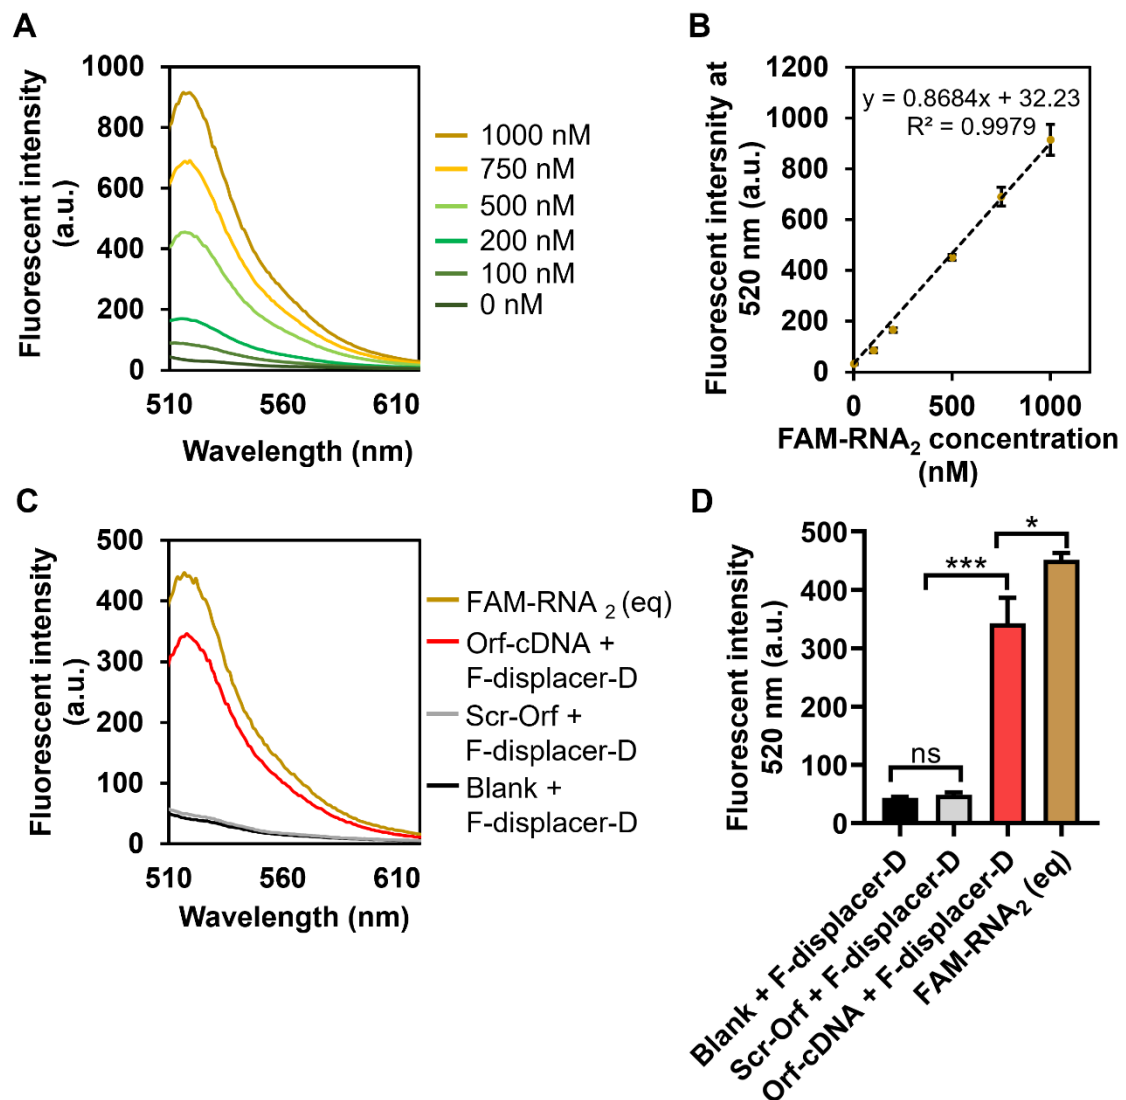 A
Fluorescent intensity
(a.u.)
1000
800
600
400
200
0
510
560
610
Wavelength (nm)
1000 nM
750 nM
500 nM
200 nM
100 nM
0 nM
B
Fluorescent intersnity at
520 nm (a.u.)
1200
1000
800
600
400
200
0
y = 0.8684x + 32.23
R² = 0.9979
0
500
1000
FAM-RNA₂ concentration
(nM)
C
Fluorescent intensity
(a.u.)
500
400
300
200
100
0
510
560
610
Wavelength (nm)
FAM-RNA ₂ (eq)
Orf-cDNA +
F-displacer-D
Scr-Orf +
F-displacer-D
Blank +
F-displacer-D
D
Fluorescent intensity
520 nm (a.u.)
500
400
300
200
100
0
ns
***
*
Blank + F-displacer-D
Scr-Orf + F-displacer-D
Orf-cDNA + F-displacer-D
FAM-RNA₂ (eq)